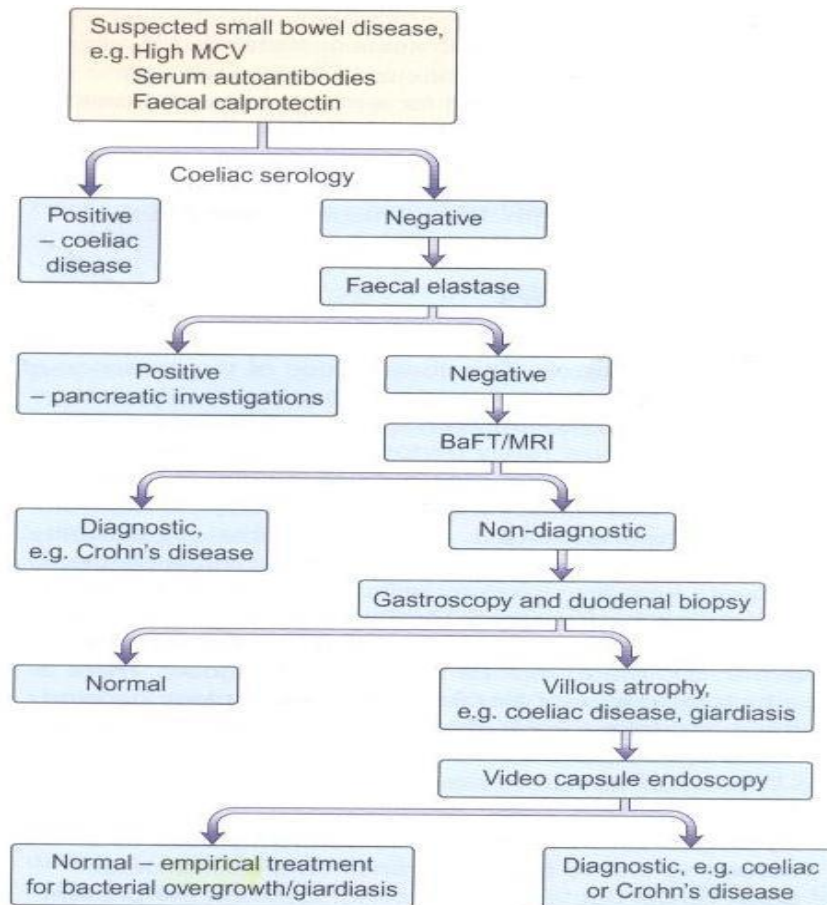 Suspected small bowel disease,
e.g. High MCV
Serum autoantibodies
Faecal calprotectin
Coeliac serology
Positive
– coeliac
disease
Negative
Faecal elastase
Positive
– pancreatic investigations
Negative
BaFT/MRI
Diagnostic,
e.g. Crohn's disease
Non-diagnostic
Gastroscopy and duodenal biopsy
Normal
Villous atrophy,
e.g. coeliac disease, giardiasis
Video capsule endoscopy
Normal – empirical treatment
for bacterial overgrowth/giardiasis
Diagnostic, e.g. coeliac
or Crohn's disease